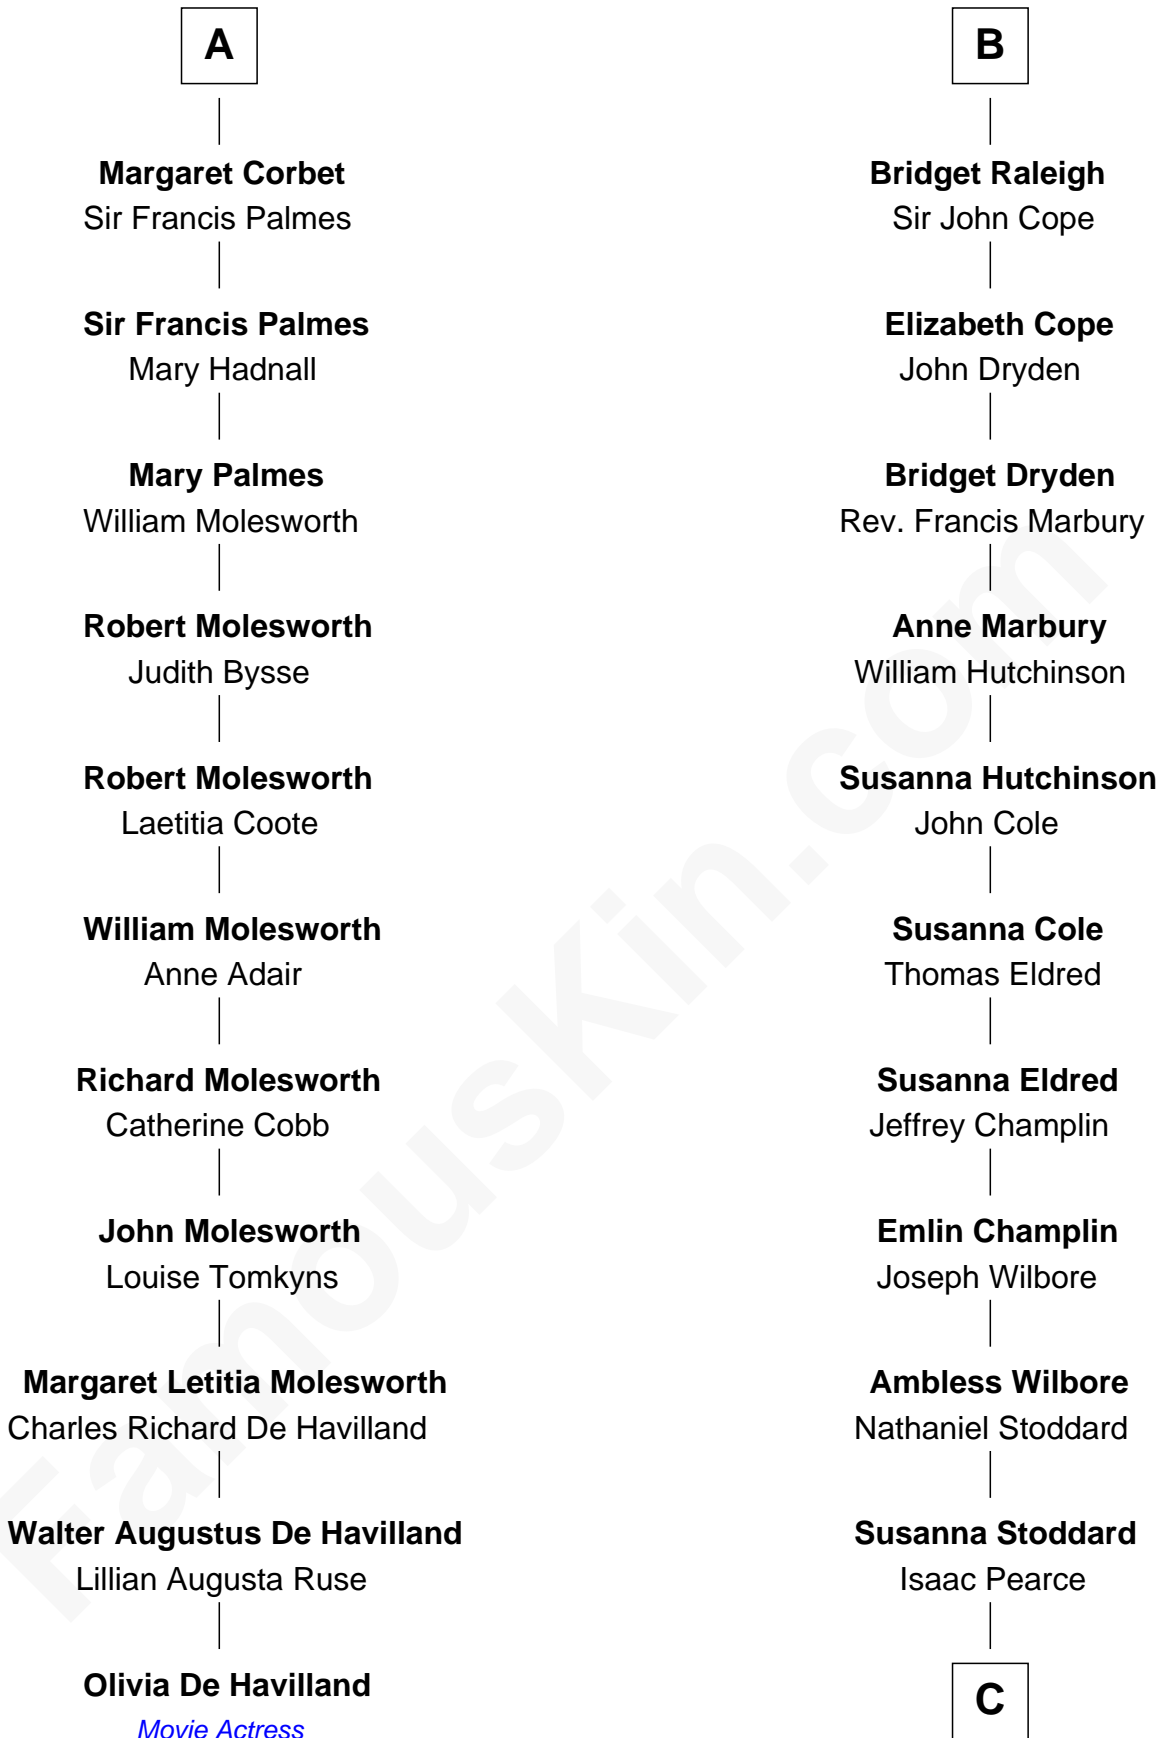 A
Margaret Corbet
Sir Francis Palmes
Sir Francis Palmes
Mary Hadnall
Mary Palmes
William Molesworth
Robert Molesworth
Judith Bysse
Robert Molesworth
Laetitia Coote
William Molesworth
Anne Adair
Richard Molesworth
Catherine Cobb
John Molesworth
Louise Tomkyns
Margaret Letitia Molesworth
Charles Richard De Havilland
Walter Augustus De Havilland
Lillian Augusta Ruse
Olivia De Havilland
Movie Actress
B
Bridget Raleigh
Sir John Cope
Elizabeth Cope
John Dryden
Bridget Dryden
Rev. Francis Marbury
Anne Marbury
William Hutchinson
Susanna Hutchinson
John Cole
Susanna Cole
Thomas Eldred
Susanna Eldred
Jeffrey Champlin
Emlin Champlin
Joseph Wilbore
Ambless Wilbore
Nathaniel Stoddard
Susanna Stoddard
Isaac Pearce
C
FamousKin.com